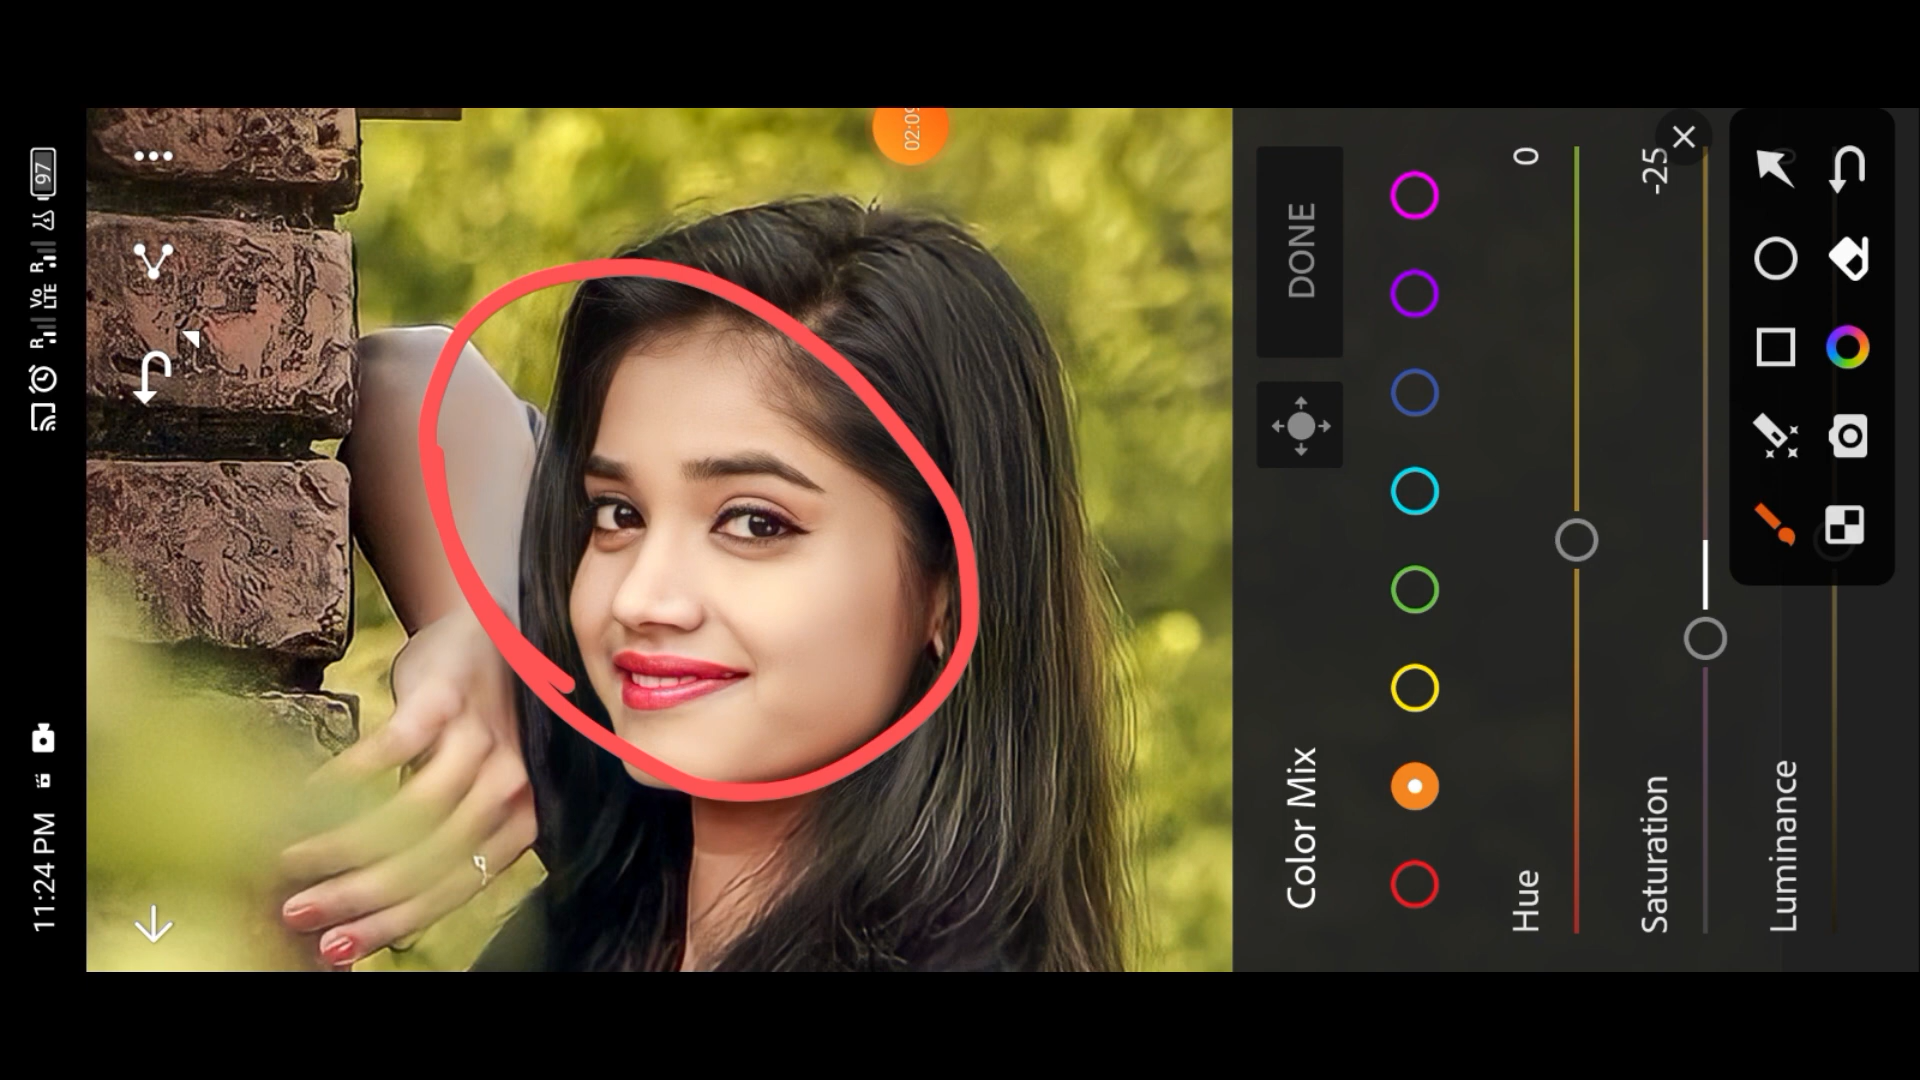 11:24 PM
Vo
LTE
R
R
97
02:09
Color Mix
DONE
Hue
0
Saturation
-25
Luminance